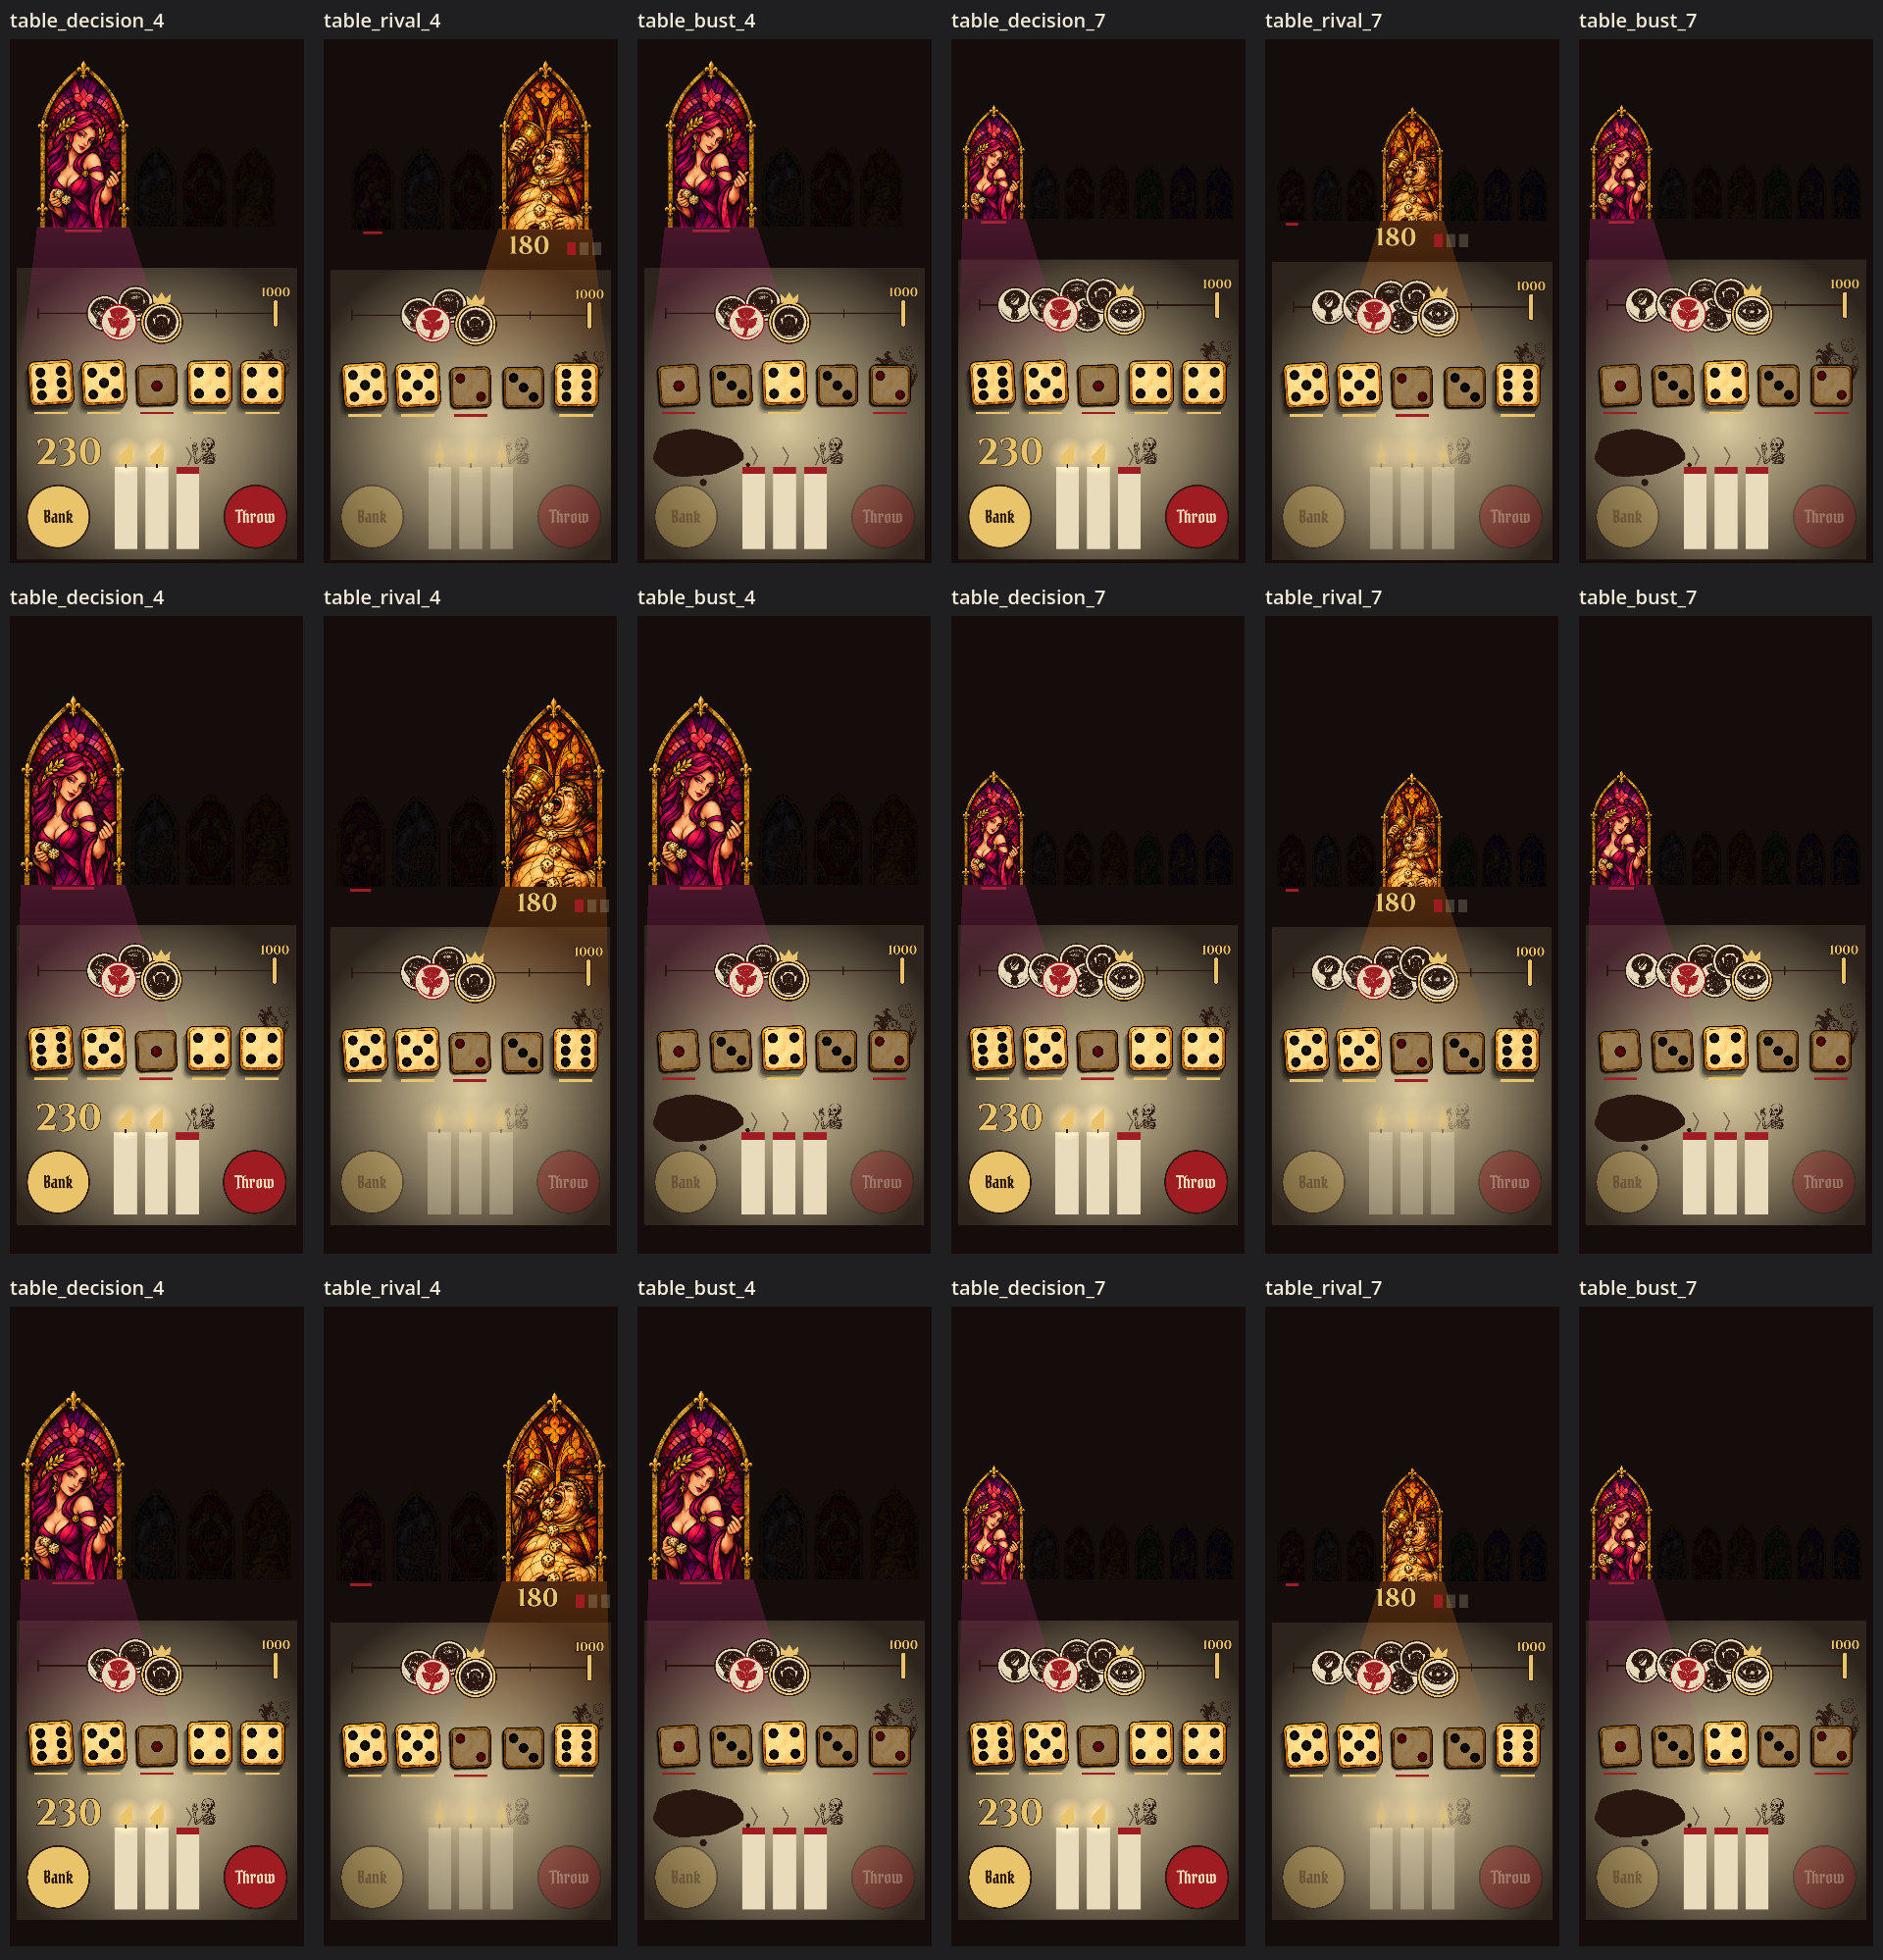 table_decision_4
table_rival_4
table_bust_4
table_decision_7
table_rival_7
table_bust_7
180
180
1000
1000
1000
1000
1000
1000
230
230
Bank
Throw
Bank
Throw
Bank
Throw
Bank
Throw
Bank
Throw
Bank
Throw
table_decision_4
table_rival_4
table_bust_4
table_decision_7
table_rival_7
table_bust_7
180
180
1000
1000
1000
1000
1000
1000
230
230
Bank
Throw
Bank
Throw
Bank
Throw
Bank
Throw
Bank
Throw
Bank
Throw
table_decision_4
table_rival_4
table_bust_4
table_decision_7
table_rival_7
table_bust_7
180
180
1000
1000
1000
1000
1000
1000
230
230
Bank
Throw
Bank
Throw
Bank
Throw
Bank
Throw
Bank
Throw
Bank
Throw